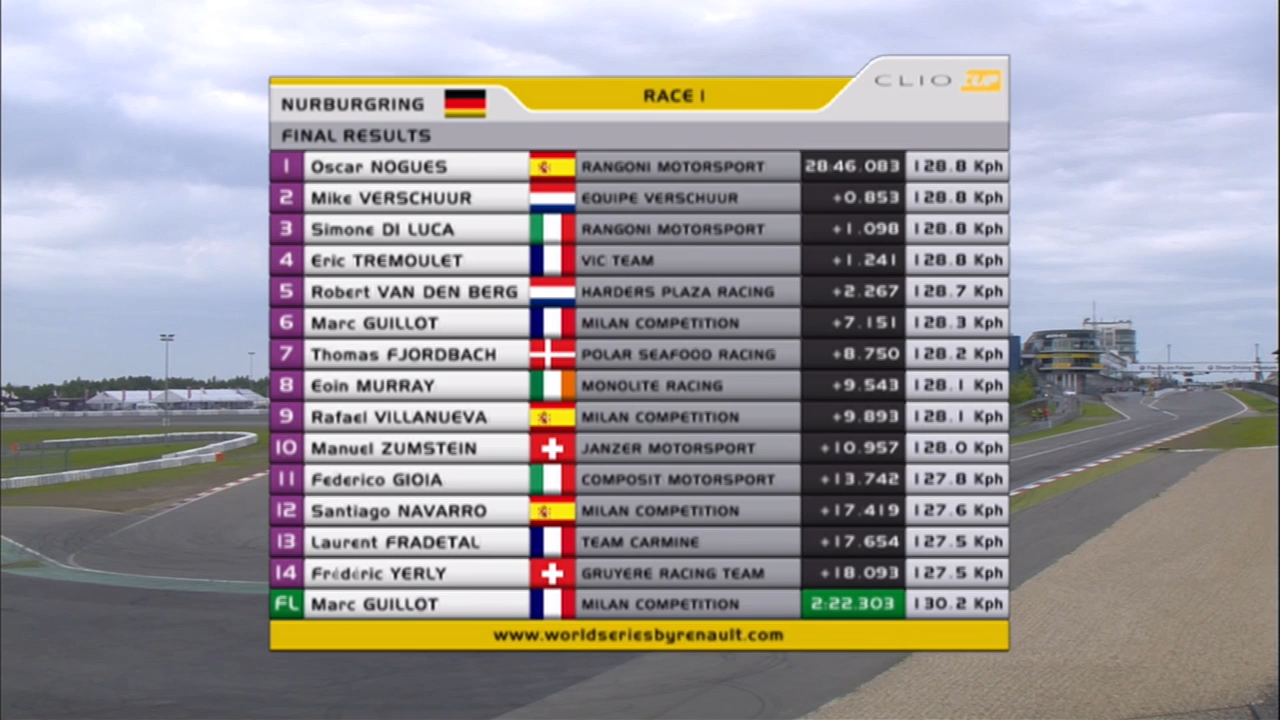 CLIO CUP
RACE 1
NURBURGRING
FINAL RESULTS
1 Oscar NOGUES RANGONI MOTORSPORT 28:46.083 128.8 Kph
2 Mike VERSCHUUR EQUIPE VERSCHUUR +0.853 128.8 Kph
3 Simone DI LUCA RANGONI MOTORSPORT +1.098 128.8 Kph
4 Eric TREMOULET VIC TEAM +1.241 128.8 Kph
5 Robert VAN DEN BERG HARDERS PLAZA RACING +2.267 128.7 Kph
6 Marc GUILLOT MILAN COMPETITION +7.151 128.3 Kph
7 Thomas FJORDBACH POLAR SEAFOOD RACING +8.750 128.2 Kph
8 Eoin MURRAY MONOLITE RACING +9.543 128.1 Kph
9 Rafael VILLANUEVA MILAN COMPETITION +9.893 128.1 Kph
10 Manuel ZUMSTEIN JANZER MOTORSPORT +10.957 128.0 Kph
11 Federico GIOIA COMPOSIT MOTORSPORT +13.742 127.8 Kph
12 Santiago NAVARRO MILAN COMPETITION +17.419 127.6 Kph
13 Laurent FRADETAL TEAM CARMINE +17.654 127.5 Kph
14 Frédéric YERLY GRUYERE RACING TEAM +18.093 127.5 Kph
FL Marc GUILLOT MILAN COMPETITION 2:22.303 130.2 Kph
www.worldseriesbyrenault.com